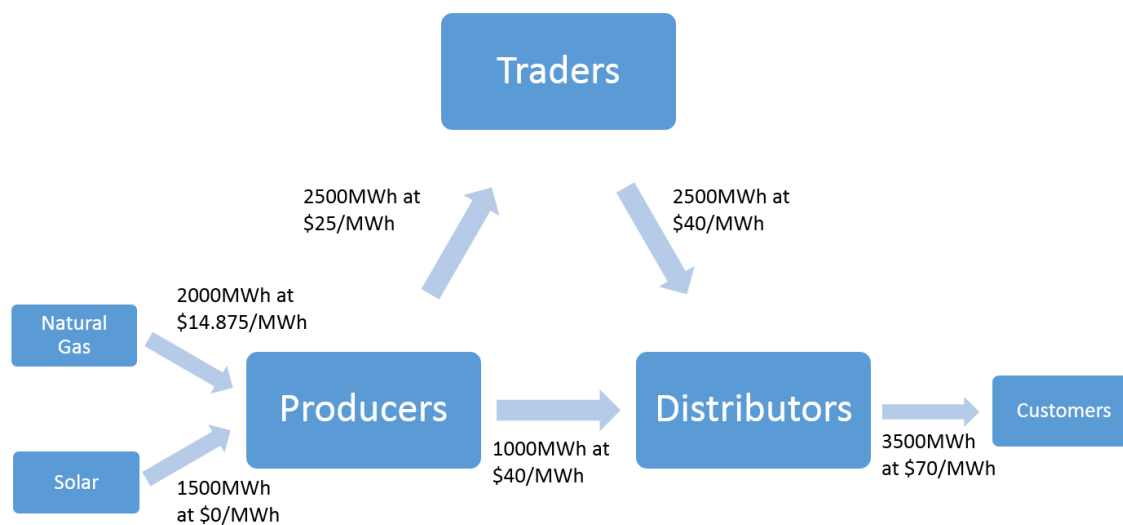 Traders
2500MWh at
$25/MWh
2500MWh at
$40/MWh
2000MWh at
$14.875/MWh
Natural
Gas
Producers
Distributors
Customers
1000MWh at
$40/MWh
3500MWh
at $70/MWh
Solar
1500MWh
at $0/MWh